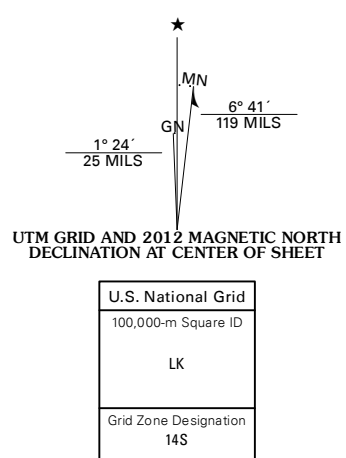 ★
MN
GN
6° 41´
119 MILS
1° 24´
25 MILS
UTM GRID AND 2012 MAGNETIC NORTH
DECLINATION AT CENTER OF SHEET
U.S. National Grid
100,000-m Square ID
LK
Grid Zone Designation
14S